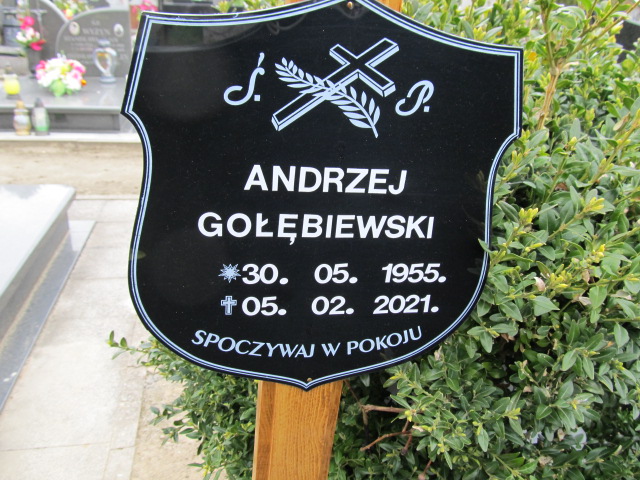 Ś. P.
ANDRZEJ
GOŁĘBIEWSKI
30. 05. 1955.
05. 02. 2021.
SPOCZYWAJ W POKOJU